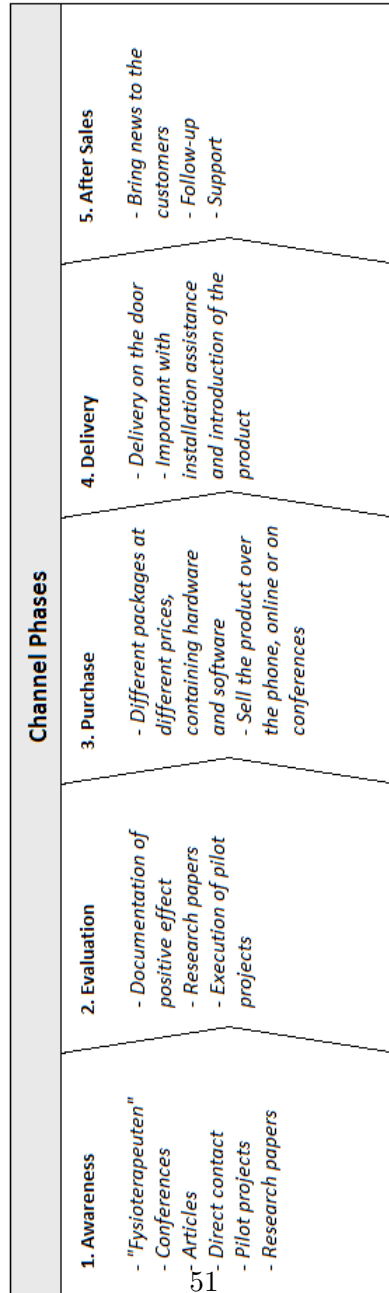 Channel Phases
1. Awareness
- "Fysioterapeuten"
- Conferences
- Articles
- Direct contact
- Pilot projects
- Research papers
2. Evaluation
- Documentation of
positive effect
- Research papers
- Execution of pilot
projects
3. Purchase
- Different packages at
different prices,
containing hardware
and software
- Sell the product over
the phone, online or on
conferences
4. Delivery
- Delivery on the door
- Important with
installation assistance
and introduction of the
product
5. After Sales
- Bring news to the
customers
- Follow-up
- Support
51